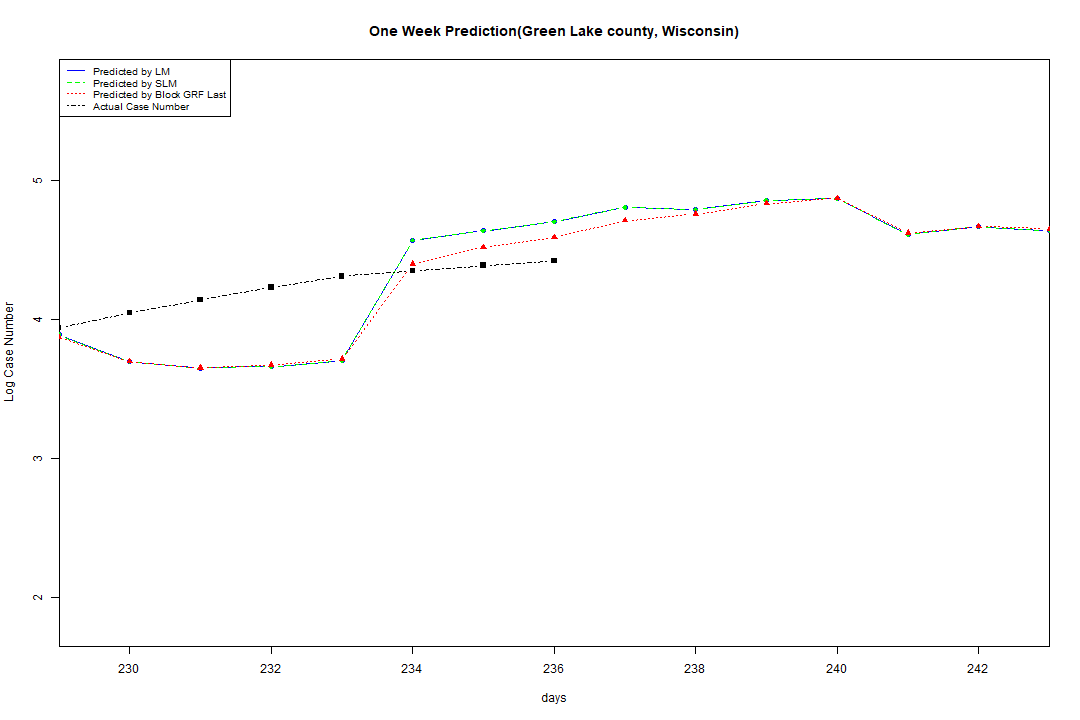 One Week Prediction(Green Lake county, Wisconsin)
Predicted by LM
Predicted by SLM
Predicted by Block GRF Last
Actual Case Number
Log Case Number
5
4
3
2
230 232 234 236 238 240 242
days